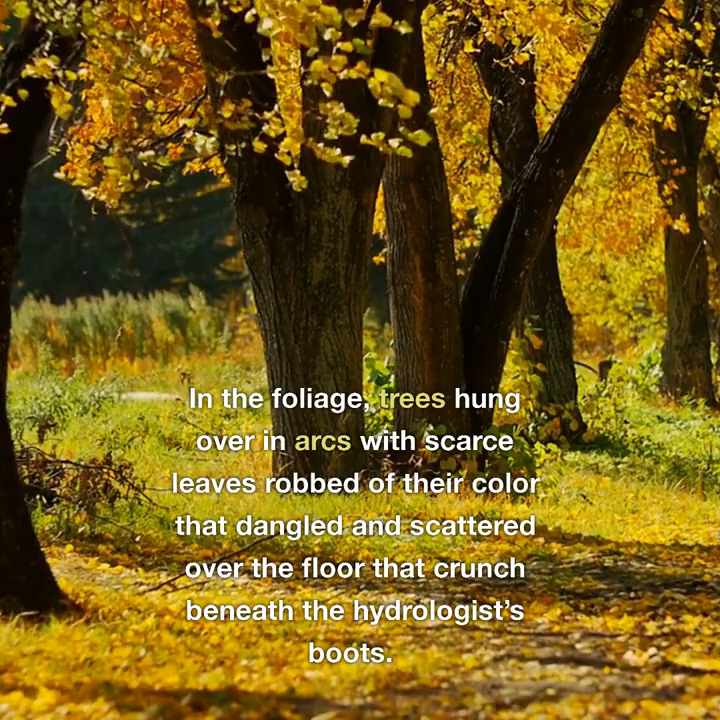 In the foliage, trees hung
over in arcs with scarce
leaves robbed of their color
that dangled and scattered
over the floor that crunch
beneath the hydrologist’s
boots.